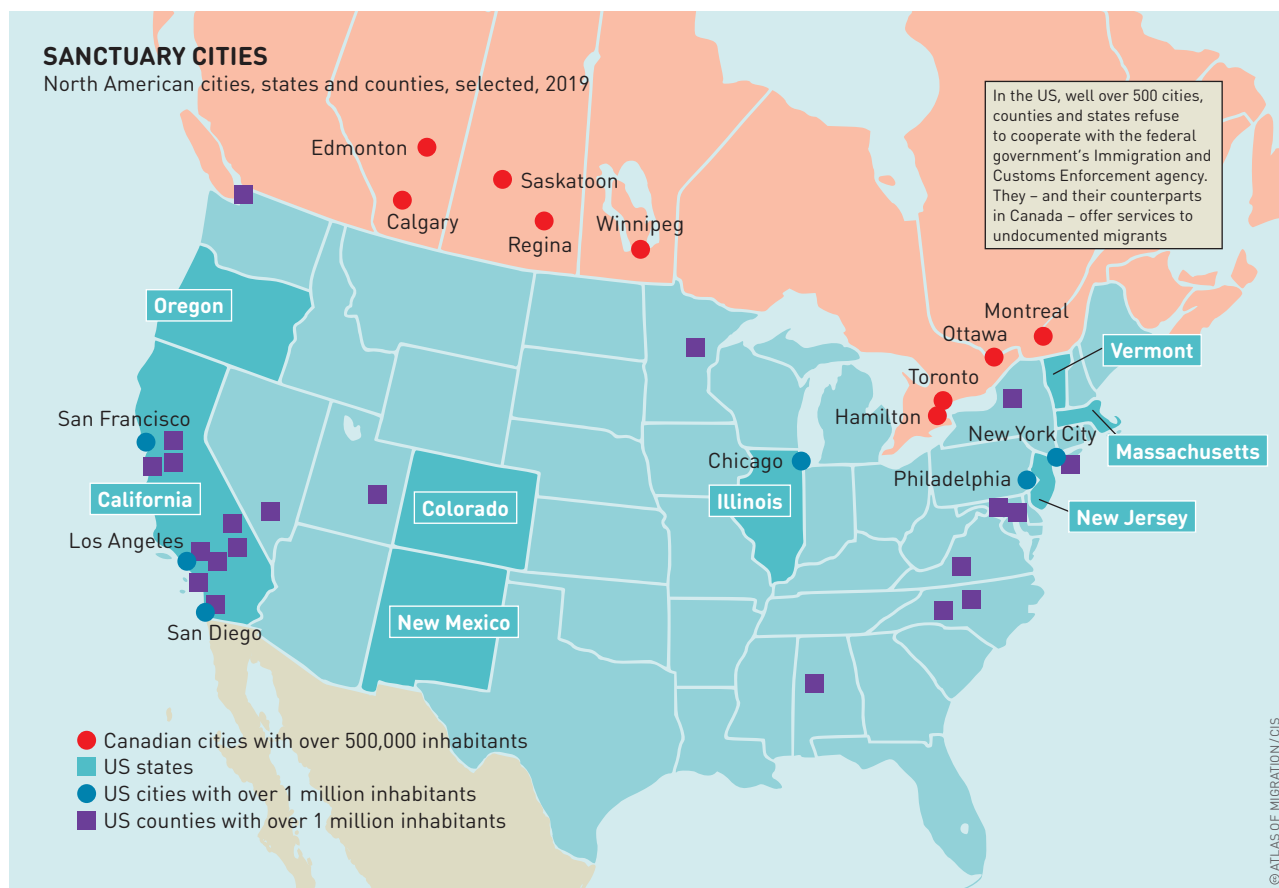 SANCTUARY CITIES
North American cities, states and counties, selected, 2019
In the US, well over 500 cities,
counties and states refuse
to cooperate with the federal
government's Immigration and
Customs Enforcement agency.
They – and their counterparts
in Canada – offer services to
undocumented migrants
Edmonton
Saskatoon
Calgary
Regina
Winnipeg
Oregon
Montreal
Ottawa
Vermont
Toronto
Hamilton
San Francisco
New York City
Massachusetts
Chicago
Philadelphia
California
Colorado
Illinois
New Jersey
Los Angeles
New Mexico
San Diego
Canadian cities with over 500,000 inhabitants
US states
US cities with over 1 million inhabitants
US counties with over 1 million inhabitants
ATLAS OF MIGRATION / CIS